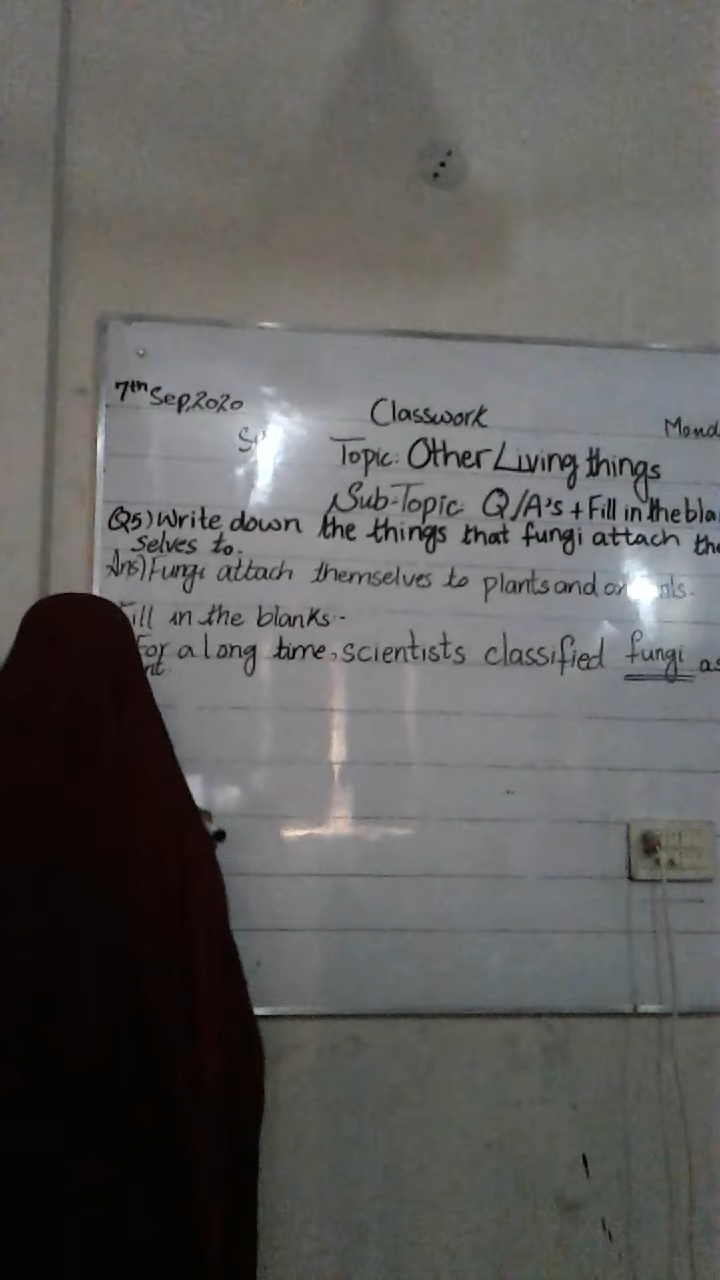 7th Sep,2020 Classwork Mond
Topic: Other Living things
Sub-Topic: Q/A's + Fill in the bla
Q5) Write down the things that fungi attach the
selves to.
Ans) Fungi attach themselves to plants and
ill in the blanks:-
For a long time, scientists classified fungi as
nt.